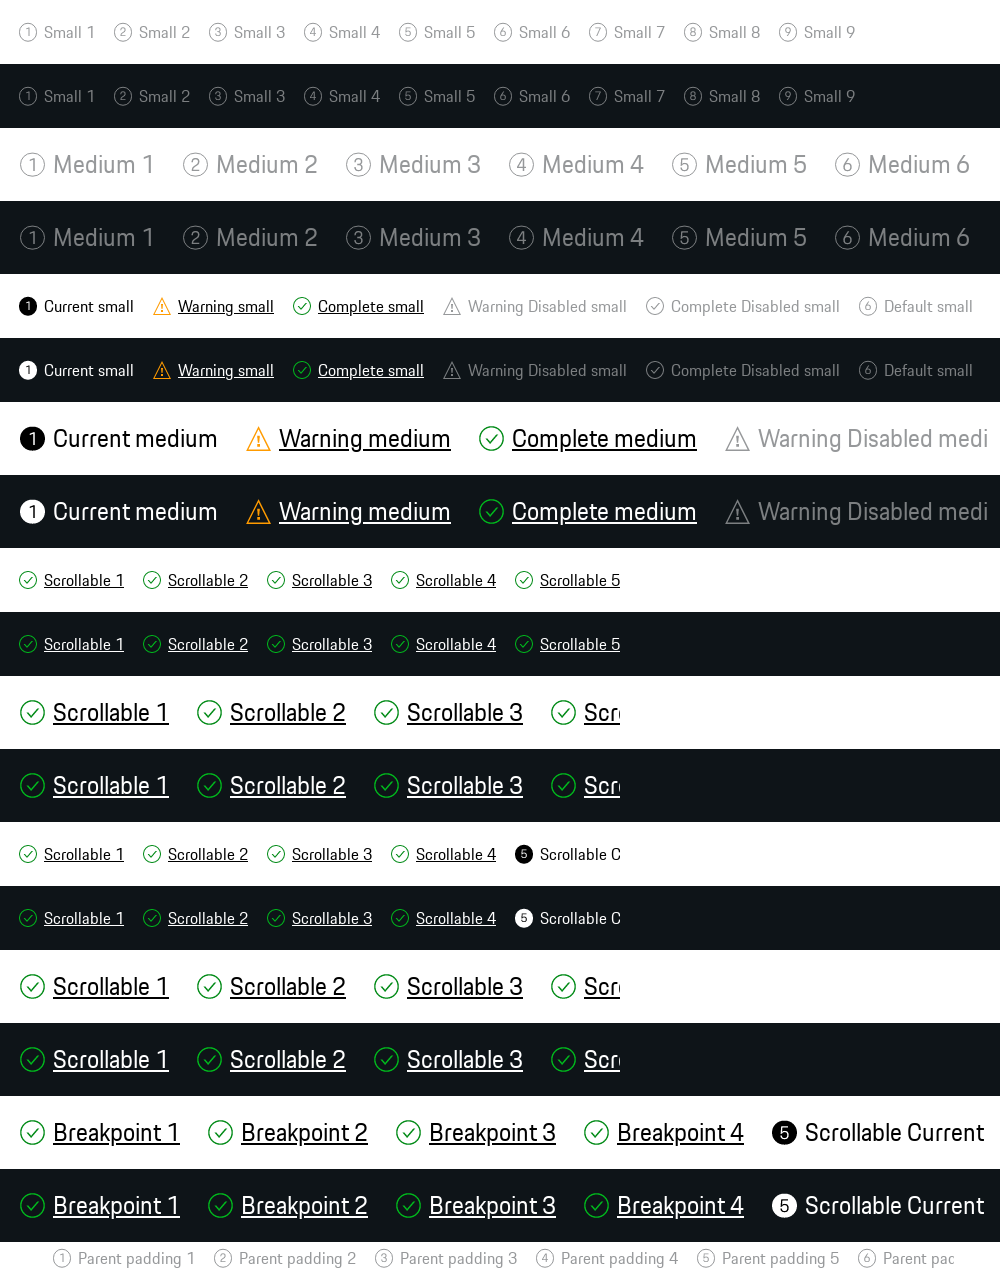 1 Small 1 2 Small 2 3 Small 3 4 Small 4 5 Small 5 6 Small 6 7 Small 7 8 Small 8 9 Small 9
1 Small 1 2 Small 2 3 Small 3 4 Small 4 5 Small 5 6 Small 6 7 Small 7 8 Small 8 9 Small 9
1 Medium 1 2 Medium 2 3 Medium 3 4 Medium 4 5 Medium 5 6 Medium 6
1 Medium 1 2 Medium 2 3 Medium 3 4 Medium 4 5 Medium 5 6 Medium 6
1 Current small Warning small Complete small Warning Disabled small Complete Disabled small 6 Default small
1 Current small Warning small Complete small Warning Disabled small Complete Disabled small 6 Default small
1 Current medium Warning medium Complete medium Warning Disabled medi
1 Current medium Warning medium Complete medium Warning Disabled medi
Scrollable 1 Scrollable 2 Scrollable 3 Scrollable 4 Scrollable 5
Scrollable 1 Scrollable 2 Scrollable 3 Scrollable 4 Scrollable 5
Scrollable 1 Scrollable 2 Scrollable 3 Scr
Scrollable 1 Scrollable 2 Scrollable 3 Scr
Scrollable 1 Scrollable 2 Scrollable 3 Scrollable 4 5 Scrollable C
Scrollable 1 Scrollable 2 Scrollable 3 Scrollable 4 5 Scrollable C
Scrollable 1 Scrollable 2 Scrollable 3 Scr
Scrollable 1 Scrollable 2 Scrollable 3 Scr
Breakpoint 1 Breakpoint 2 Breakpoint 3 Breakpoint 4 5 Scrollable Current
Breakpoint 1 Breakpoint 2 Breakpoint 3 Breakpoint 4 5 Scrollable Current
1 Parent padding 1 2 Parent padding 2 3 Parent padding 3 4 Parent padding 4 5 Parent padding 5 6 Parent pac